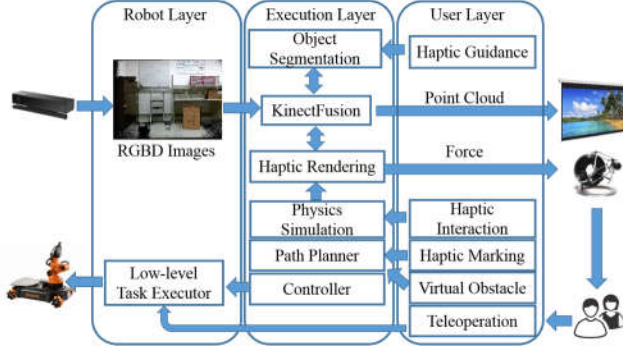 Robot Layer
Execution Layer
User Layer
Object
Segmentation
Haptic Guidance
KinectFusion
Point Cloud
RGBD Images
Haptic Rendering
Force
Physics
Simulation
Haptic
Interaction
Path Planner
Haptic Marking
Low-level
Task Executor
Controller
Virtual Obstacle
Teleoperation